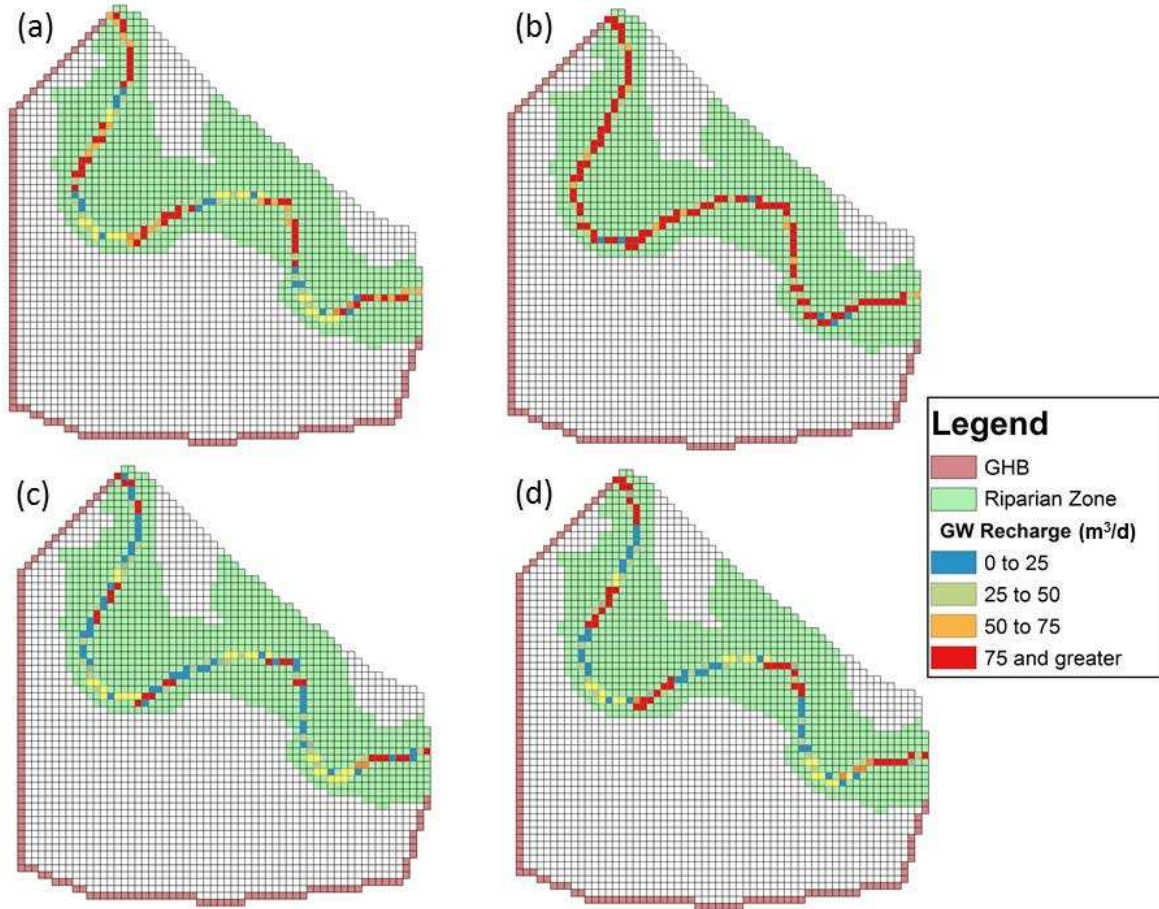 (a)
(b)
Legend
GHB
Riparian Zone
GW Recharge (m³/d)
0 to 25
25 to 50
50 to 75
75 and greater
(c)
(d)